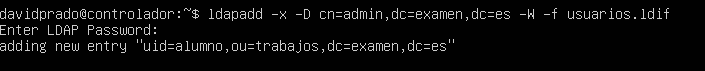 davidprado@controlador:~$ ldapadd -x -D cn=admin,dc=examen,dc=es -W -f usuarios.ldif
Enter LDAP Password:
adding new entry "uid=alumno,ou=trabajos,dc=examen,dc=es"